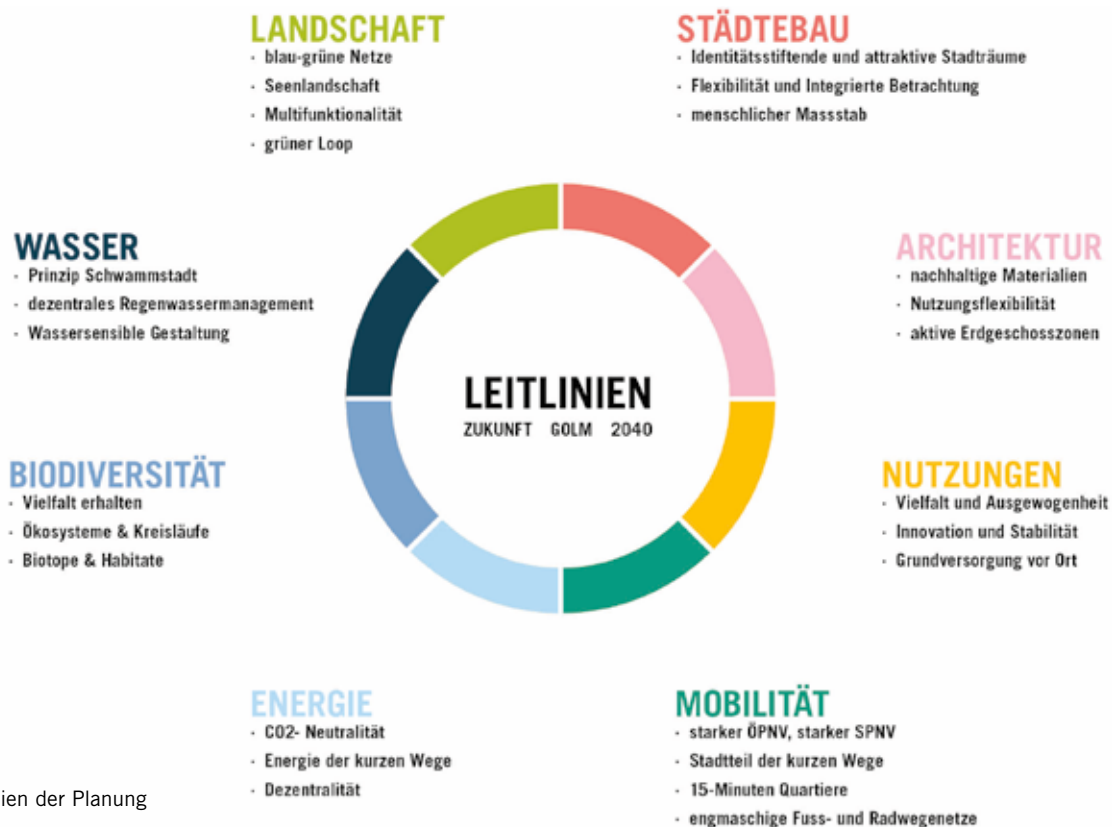 LANDSCHAFT
· blau-grüne Netze
· Seenlandschaft
· Multifunktionalität
· grüner Loop
STÄDTEBAU
· Identitätsstiftende und attraktive Stadträume
· Flexibilität und Integrierte Betrachtung
· menschlicher Massstab
WASSER
· Prinzip Schwammstadt
· dezentrales Regenwassermanagement
· Wassersensible Gestaltung
ARCHITEKTUR
· nachhaltige Materialien
· Nutzungsflexibilität
· aktive Erdgeschosszonen
LEITLINIEN
ZUKUNFT GOLM 2040
BIODIVERSITÄT
· Vielfalt erhalten
· Ökosysteme & Kreisläufe
· Biotope & Habitate
NUTZUNGEN
· Vielfalt und Ausgewogenheit
· Innovation und Stabilität
· Grundversorgung vor Ort
ENERGIE
· CO2- Neutralität
· Energie der kurzen Wege
· Dezentralität
MOBILITÄT
· starker ÖPNV, starker SPNV
· Stadtteil der kurzen Wege
· 15-Minuten Quartiere
· engmaschige Fuss- und Radwegenetze
ien der Planung